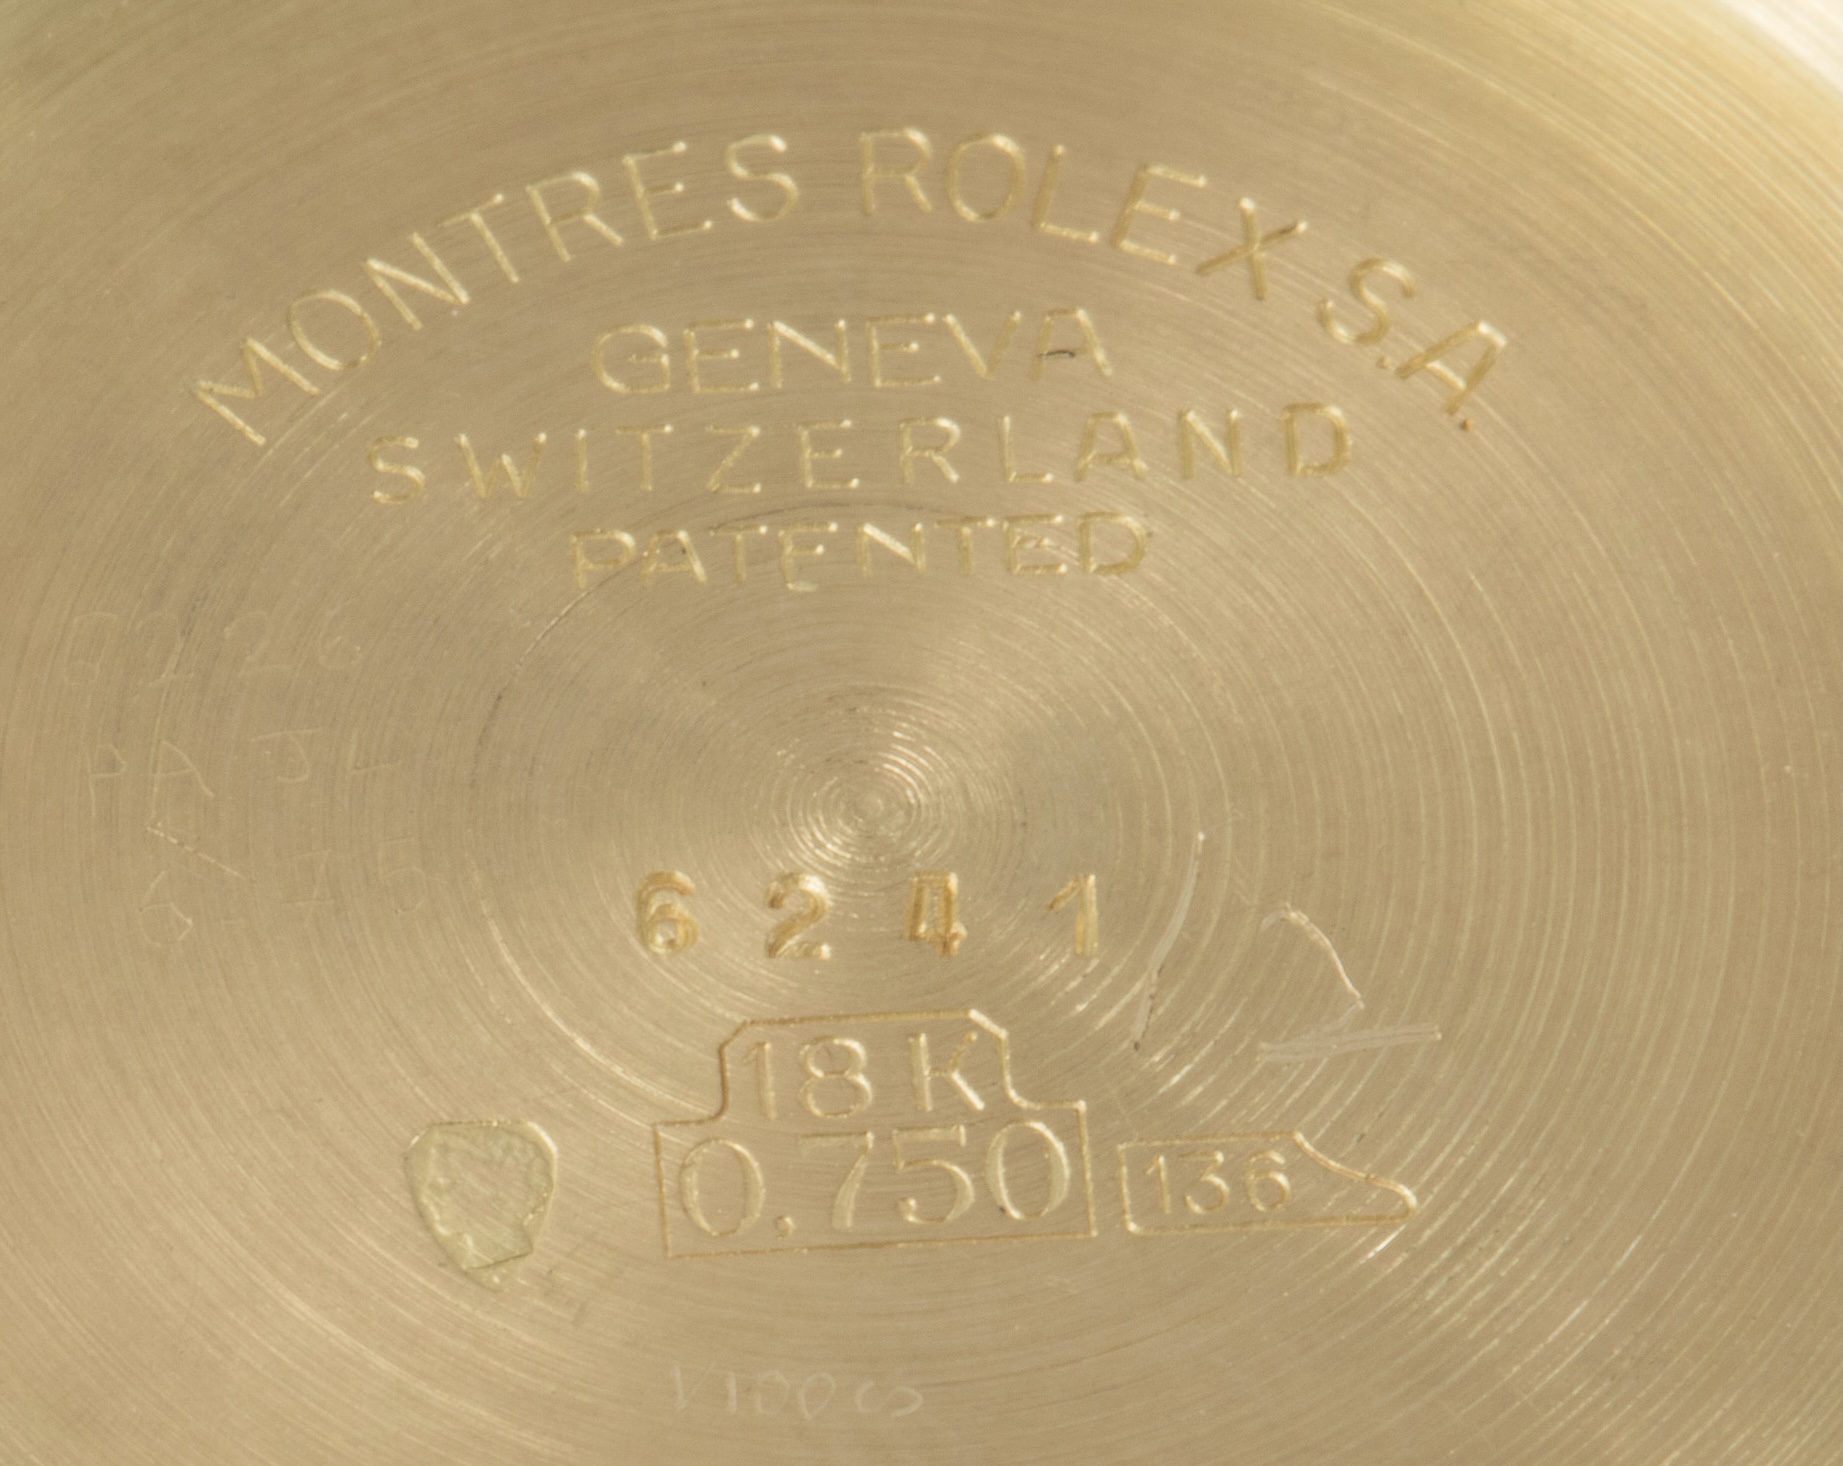 MONTRES ROLEX S.A.
GENEVA
SWITZERLAND
PATENTED
6241
18K
0.750
136